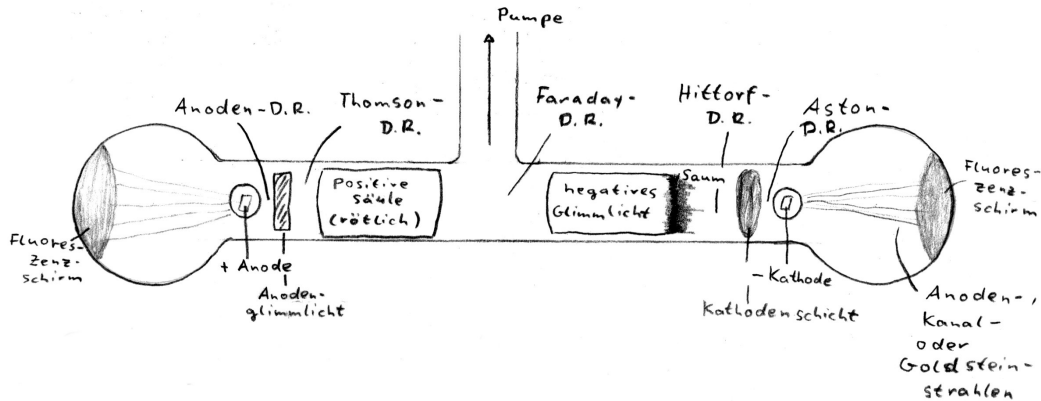 Pumpe
Anoden-D.R.
Thomson-
D.R.
Faraday-
D.R.
Hittorf-
D.R.
Aston-
D.R.
Fluores-
zenz-
schirm
+ Anode
Anoden-
glimmlicht
Positive
Säule
(rötlich)
negatives
Glimmlicht
Saum
Kathodenschicht
- Kathode
Fluores-
zenz-
schirm
Anoden-,
Kanal-
oder
Goldstein-
strahlen